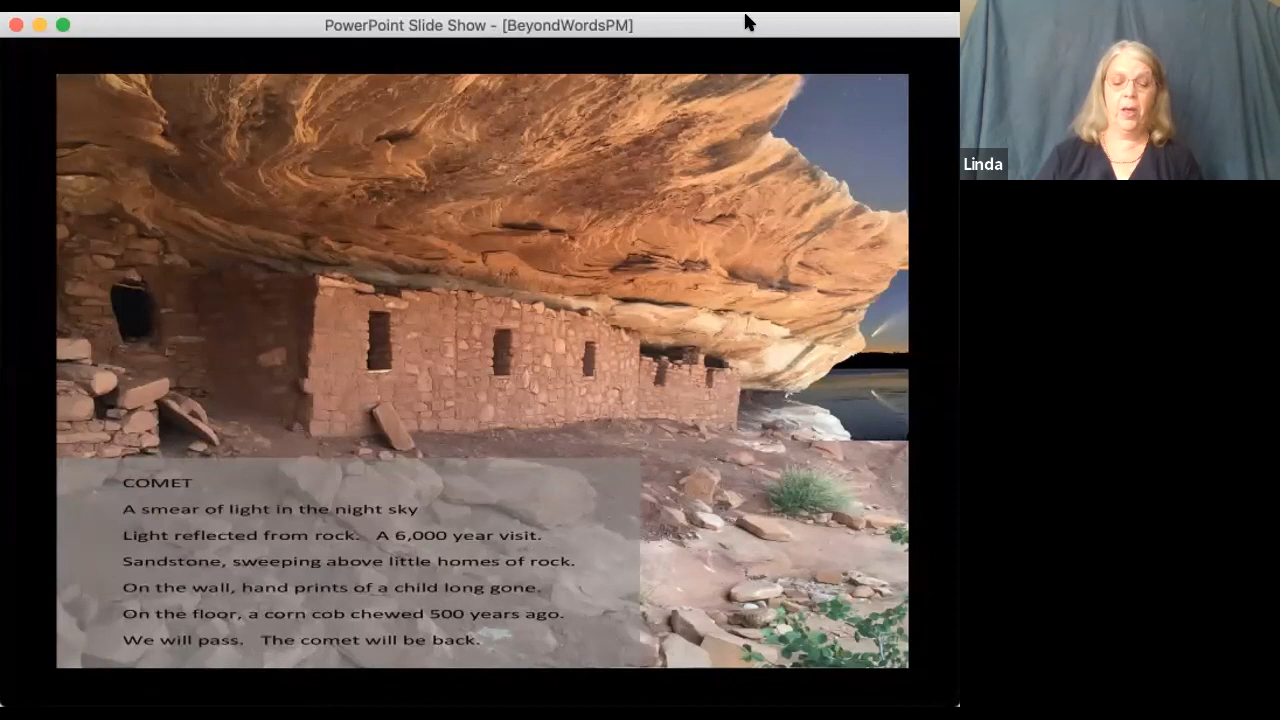 PowerPoint Slide Show - [BeyondWordsPM]
Linda
COMET
A smear of light in the night sky
Light reflected from rock. A 6,000 year visit.
Sandstone, sweeping above little homes of rock.
On the wall, hand prints of a child long gone.
On the floor, a corn cob chewed 500 years ago.
We will pass. The comet will be back.